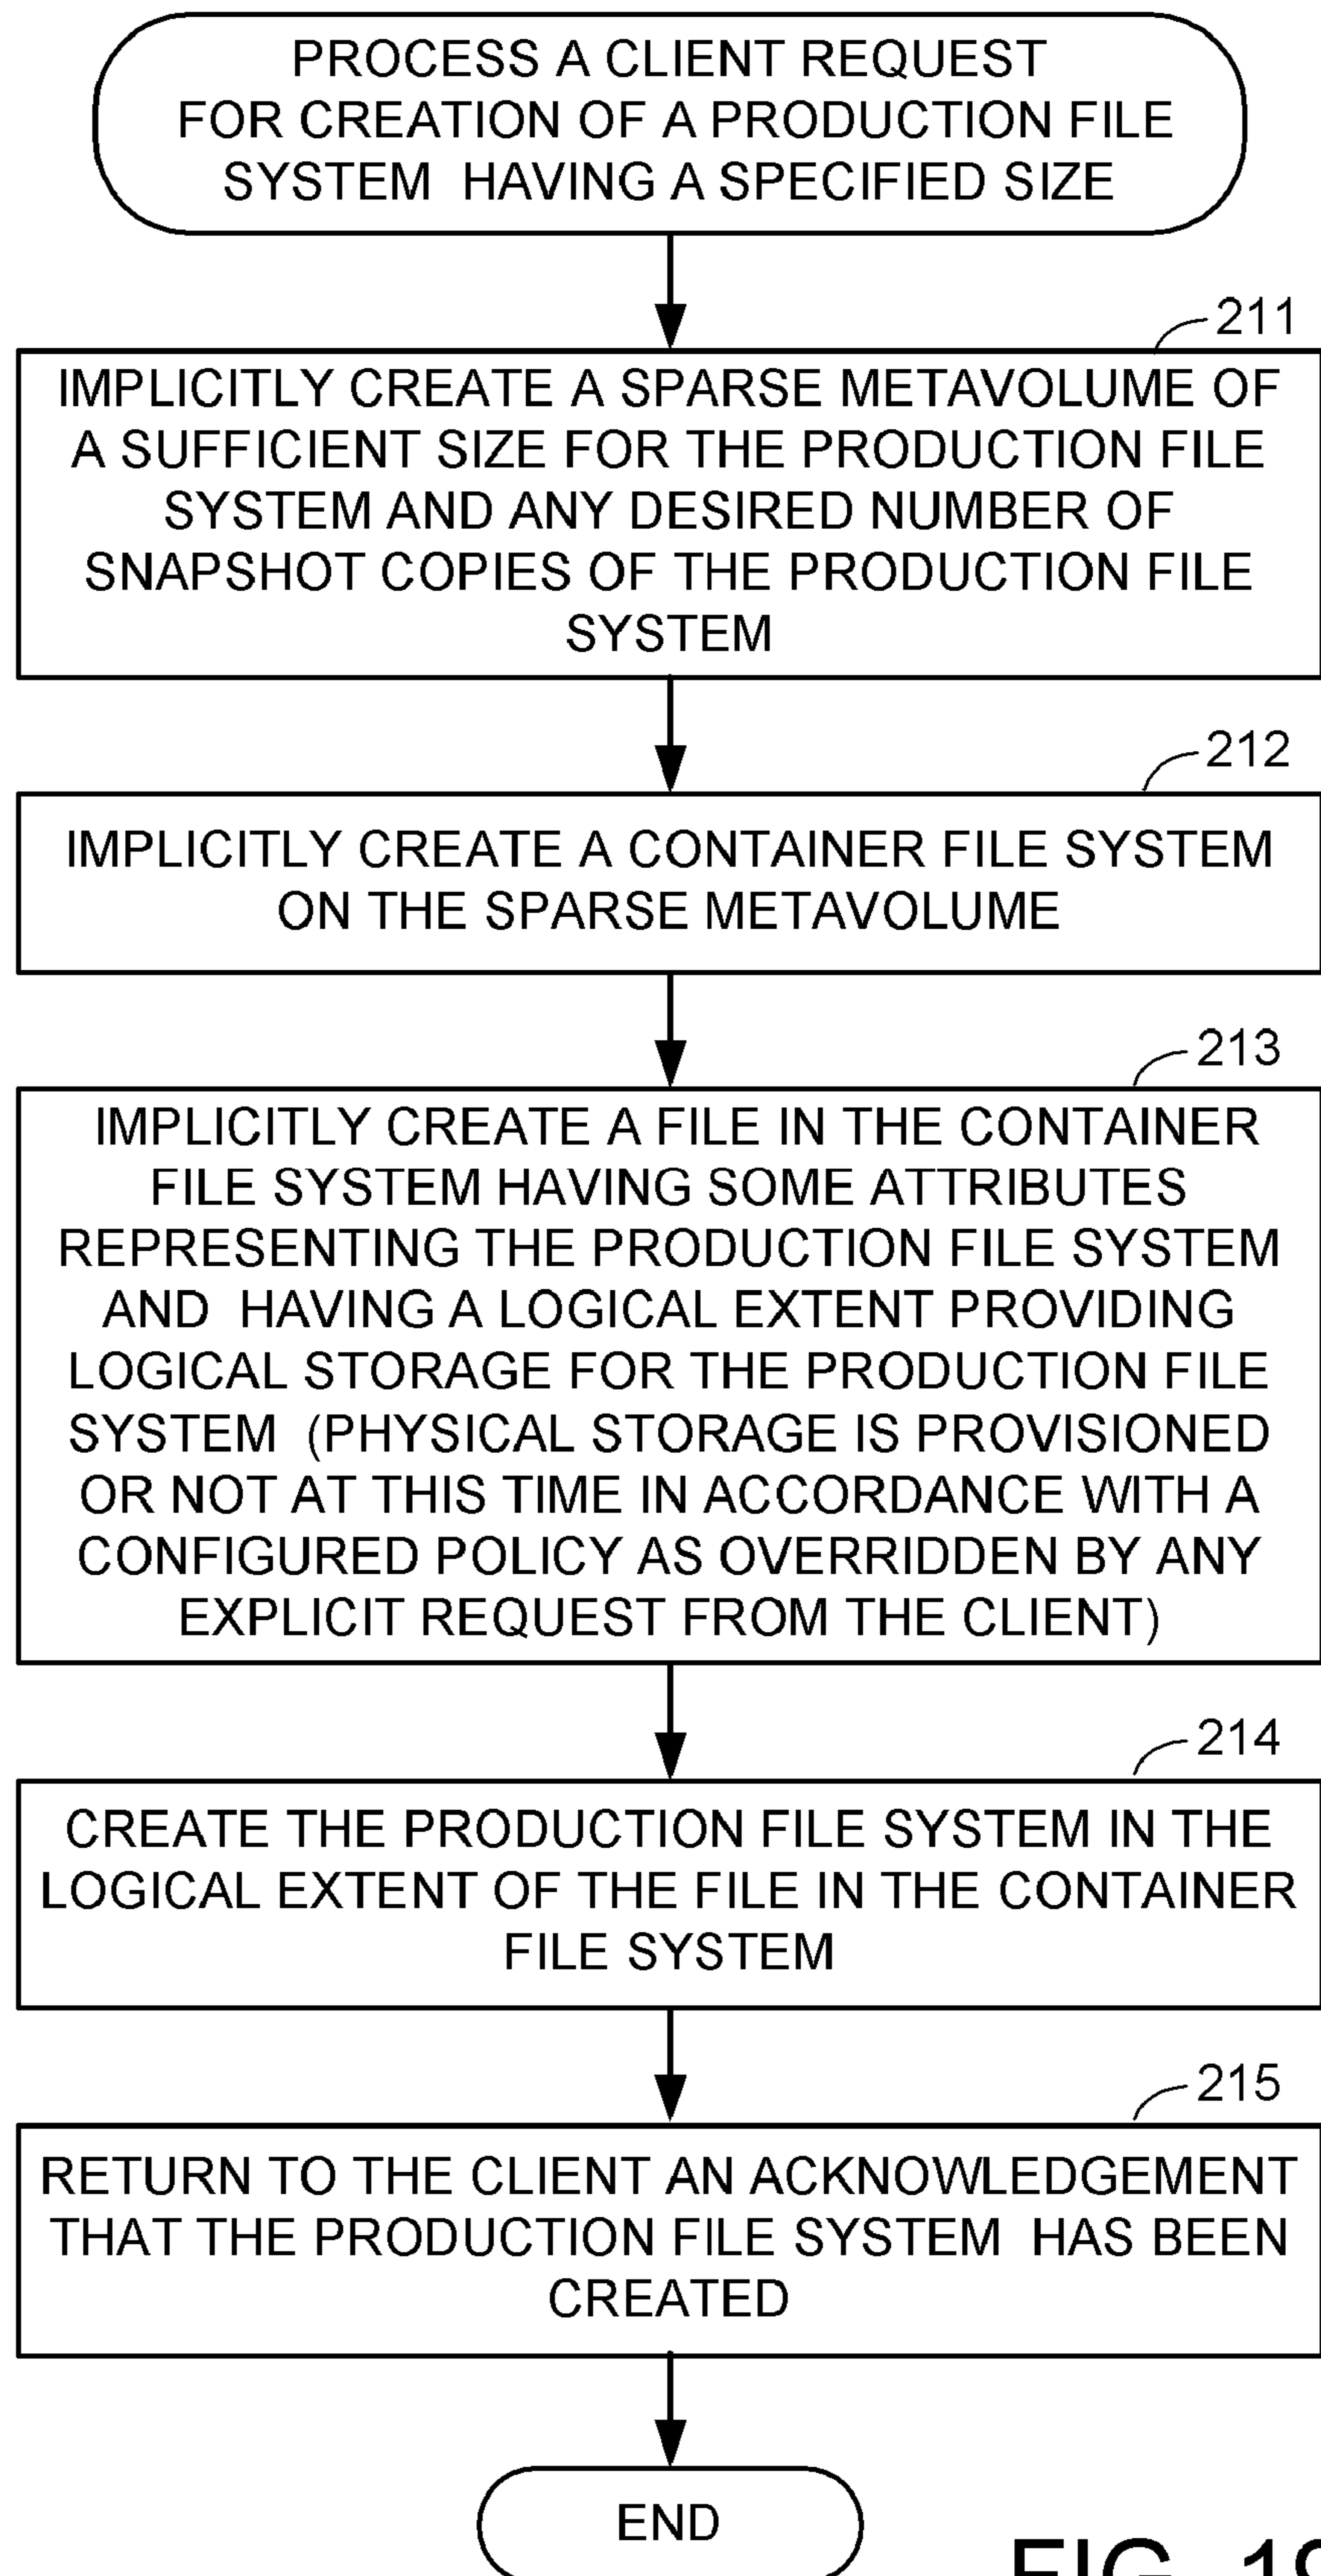 PROCESS A CLIENT REQUEST
FOR CREATION OF A PRODUCTION FILE
SYSTEM HAVING A SPECIFIED SIZE
211
IMPLICITLY CREATE A SPARSE METAVOLUME OF
A SUFFICIENT SIZE FOR THE PRODUCTION FILE
SYSTEM AND ANY DESIRED NUMBER OF
SNAPSHOT COPIES OF THE PRODUCTION FILE
SYSTEM
212
IMPLICITLY CREATE A CONTAINER FILE SYSTEM
ON THE SPARSE METAVOLUME
213
IMPLICITLY CREATE A FILE IN THE CONTAINER
FILE SYSTEM HAVING SOME ATTRIBUTES
REPRESENTING THE PRODUCTION FILE SYSTEM
AND HAVING A LOGICAL EXTENT PROVIDING
LOGICAL STORAGE FOR THE PRODUCTION FILE
SYSTEM (PHYSICAL STORAGE IS PROVISIONED
OR NOT AT THIS TIME IN ACCORDANCE WITH A
CONFIGURED POLICY AS OVERRIDDEN BY ANY
EXPLICIT REQUEST FROM THE CLIENT)
214
CREATE THE PRODUCTION FILE SYSTEM IN THE
LOGICAL EXTENT OF THE FILE IN THE CONTAINER
FILE SYSTEM
215
RETURN TO THE CLIENT AN ACKNOWLEDGEMENT
THAT THE PRODUCTION FILE SYSTEM HAS BEEN
CREATED
END
FIG. 19